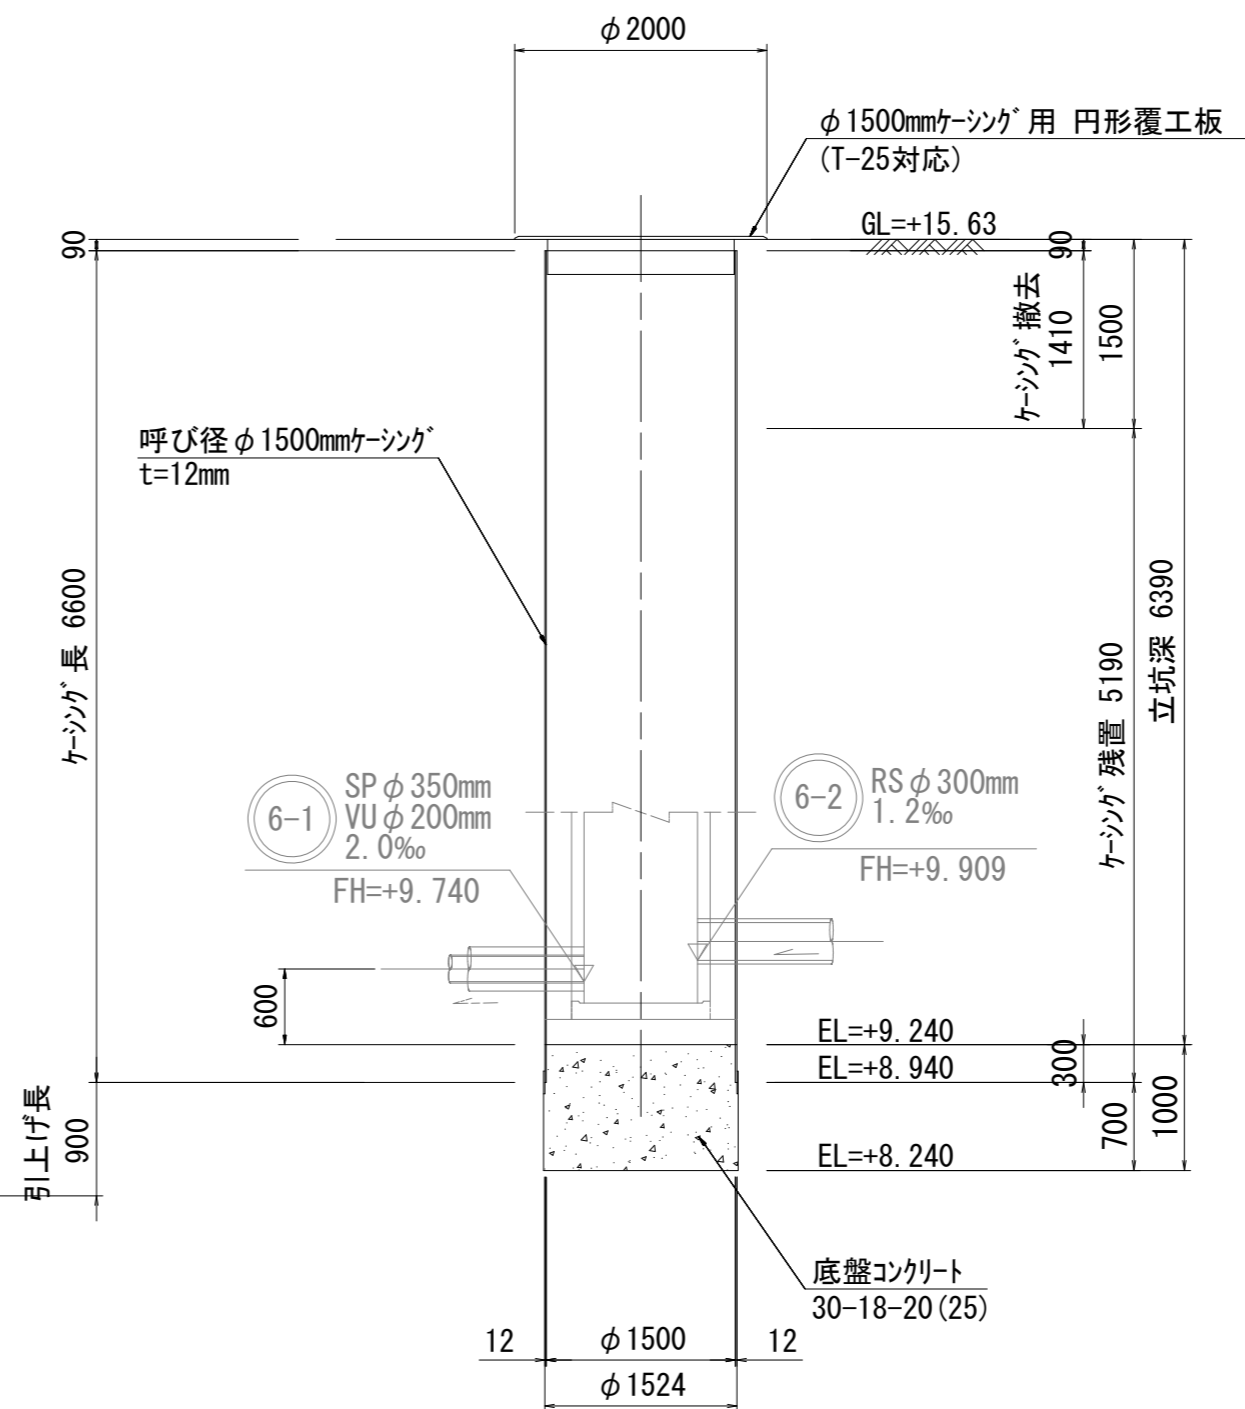 φ2000
φ1500mmケーシング用 円形覆工板
(T-25対応)
GL=+15.63
90
90
ケーシング撤去
1410
1500
呼び径φ1500mmケーシング
t=12mm
ケーシング長 6600
立坑深 6390
ケーシング残置 5190
6-1
SPφ350mm
VUφ200mm
2.0‰
FH=+9.740
6-2
RSφ300mm
1.2‰
FH=+9.909
600
EL=+9.240
300
EL=+8.940
1000
700
引上げ長
900
EL=+8.240
底盤コンクリート
30-18-20(25)
12
φ1500
12
φ1524